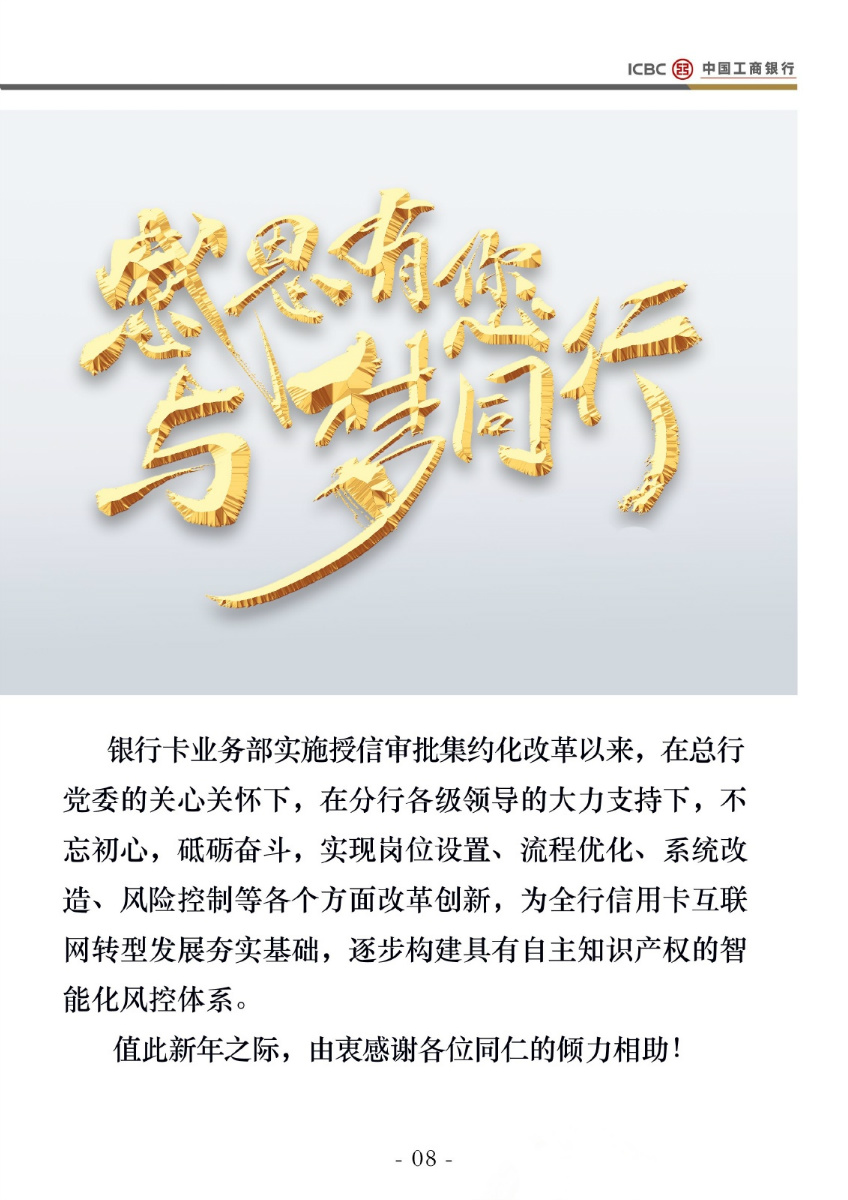 ICBC 中国工商银行
感恩有您
与梦同行
银行卡业务部实施授信审批集约化改革以来，在总行
党委的关心关怀下，在分行各级领导的大力支持下，不
忘初心，砥砺奋斗，实现岗位设置、流程优化、系统改
造、风险控制等各个方面改革创新，为全行信用卡互联
网转型发展夯实基础，逐步构建具有自主知识产权的智
能化风控体系。
值此新年之际，由衷感谢各位同仁的倾力相助！
- 08 -